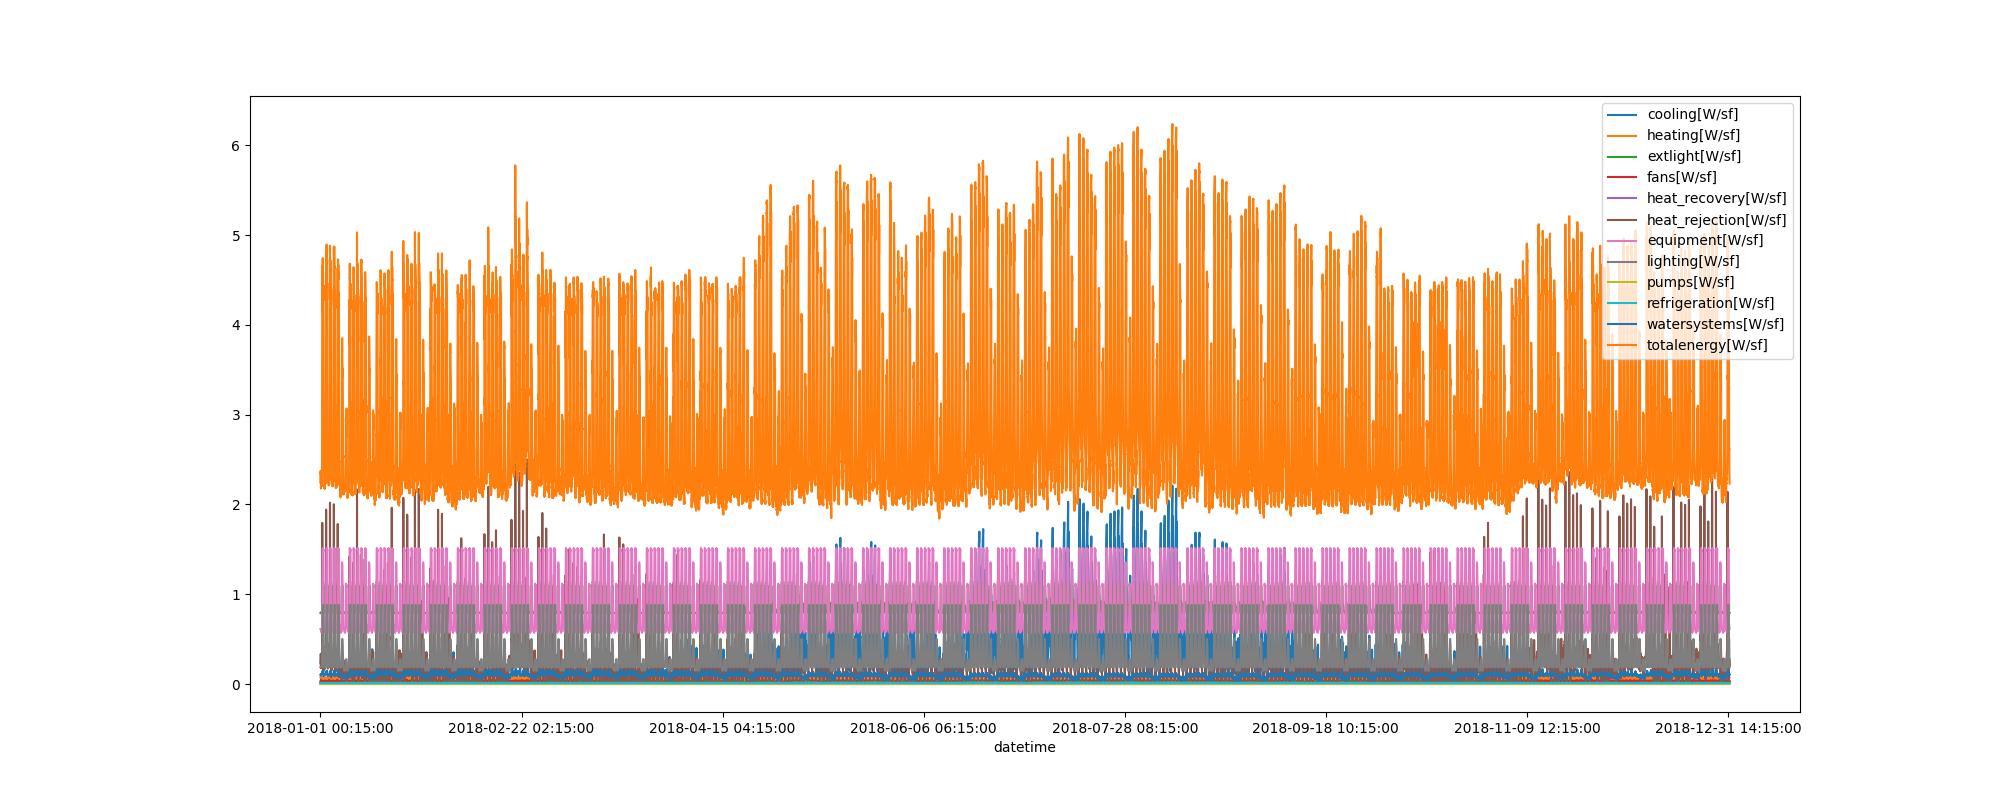 6
5
4
3
2
1
0
cooling[W/sf]
heating[W/sf]
extlight[W/sf]
fans[W/sf]
heat_recovery[W/sf]
heat_rejection[W/sf]
equipment[W/sf]
lighting[W/sf]
pumps[W/sf]
refrigeration[W/sf]
watersystems[W/sf]
totalenergy[W/sf]
2018-01-01 00:15:00
2018-02-22 02:15:00
2018-04-15 04:15:00
2018-06-06 06:15:00
2018-07-28 08:15:00
2018-09-18 10:15:00
2018-11-09 12:15:00
2018-12-31 14:15:00
datetime